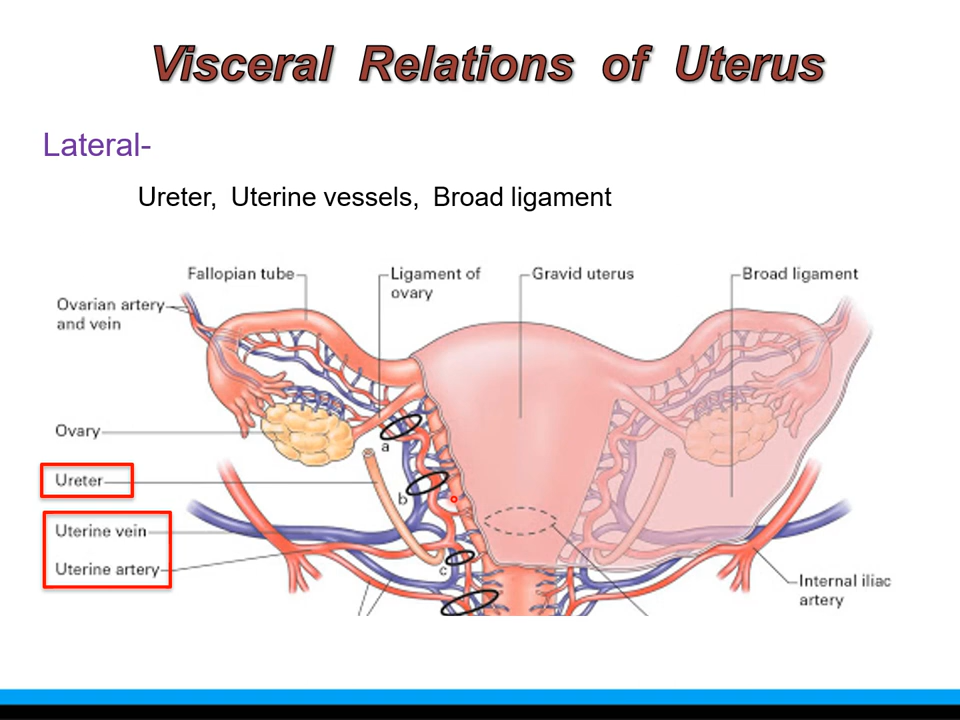 Visceral Relations of Uterus
Lateral-
Ureter, Uterine vessels, Broad ligament
Fallopian tube
Ligament of
ovary
Gravid uterus
Broad ligament
Ovarian artery
and vein
Ovary
a
Ureter
b
Uterine vein
Uterine artery
c
Internal iliac
artery